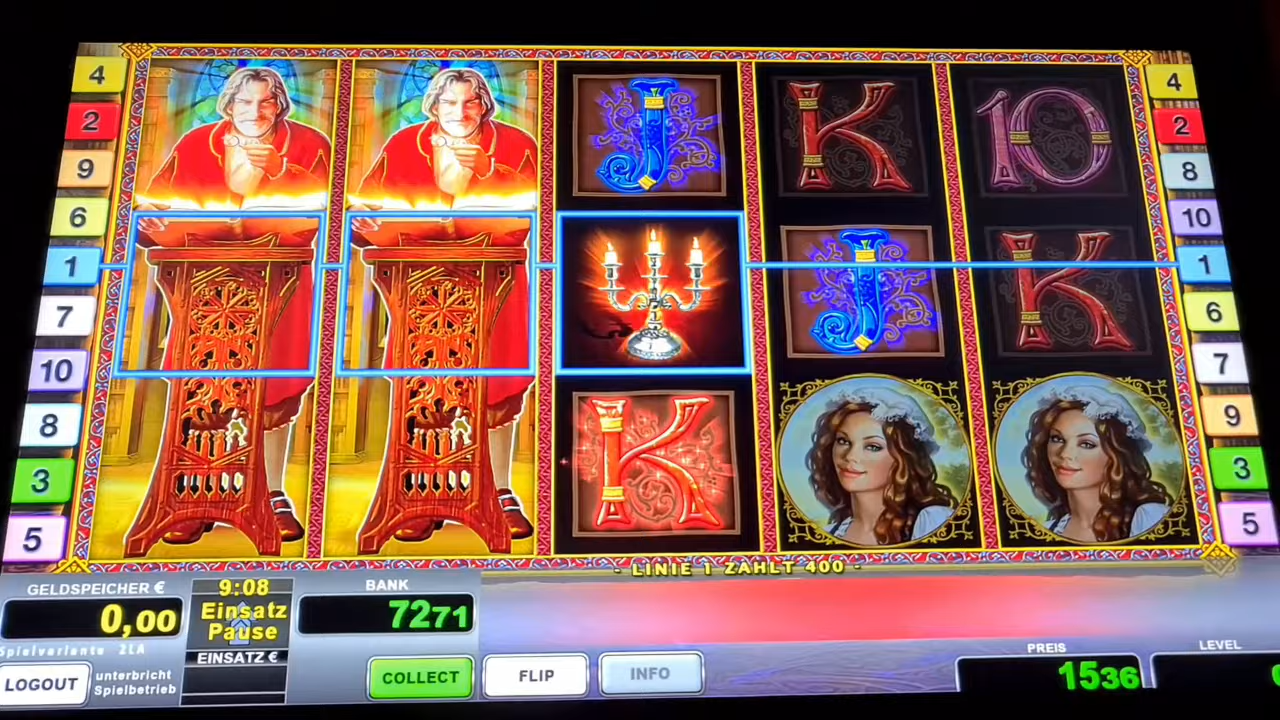 4
2
9
6
1
7
10
8
3
5
J
K
10
J
K
K
4
2
8
10
1
6
7
9
3
5
- LINIE 1 ZAHLT 400 -
GELDSPEICHER €
0,00
Spielvariante 2LA
LOGOUT
unterbricht
Spielbetrieb
9:08
Einsatz
Pause
EINSATZ €
BANK
7271
COLLECT
FLIP
INFO
PREIS
1536
LEVEL